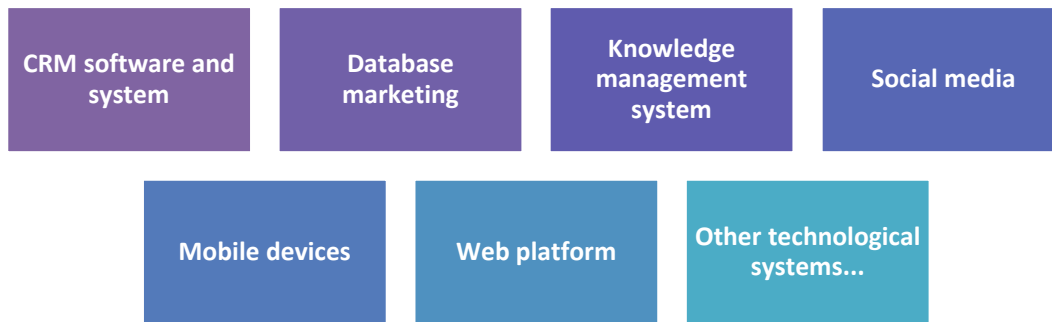 CRM software and
system
Database
marketing
Knowledge
management
system
Social media
Mobile devices
Web platform
Other technological
systems...